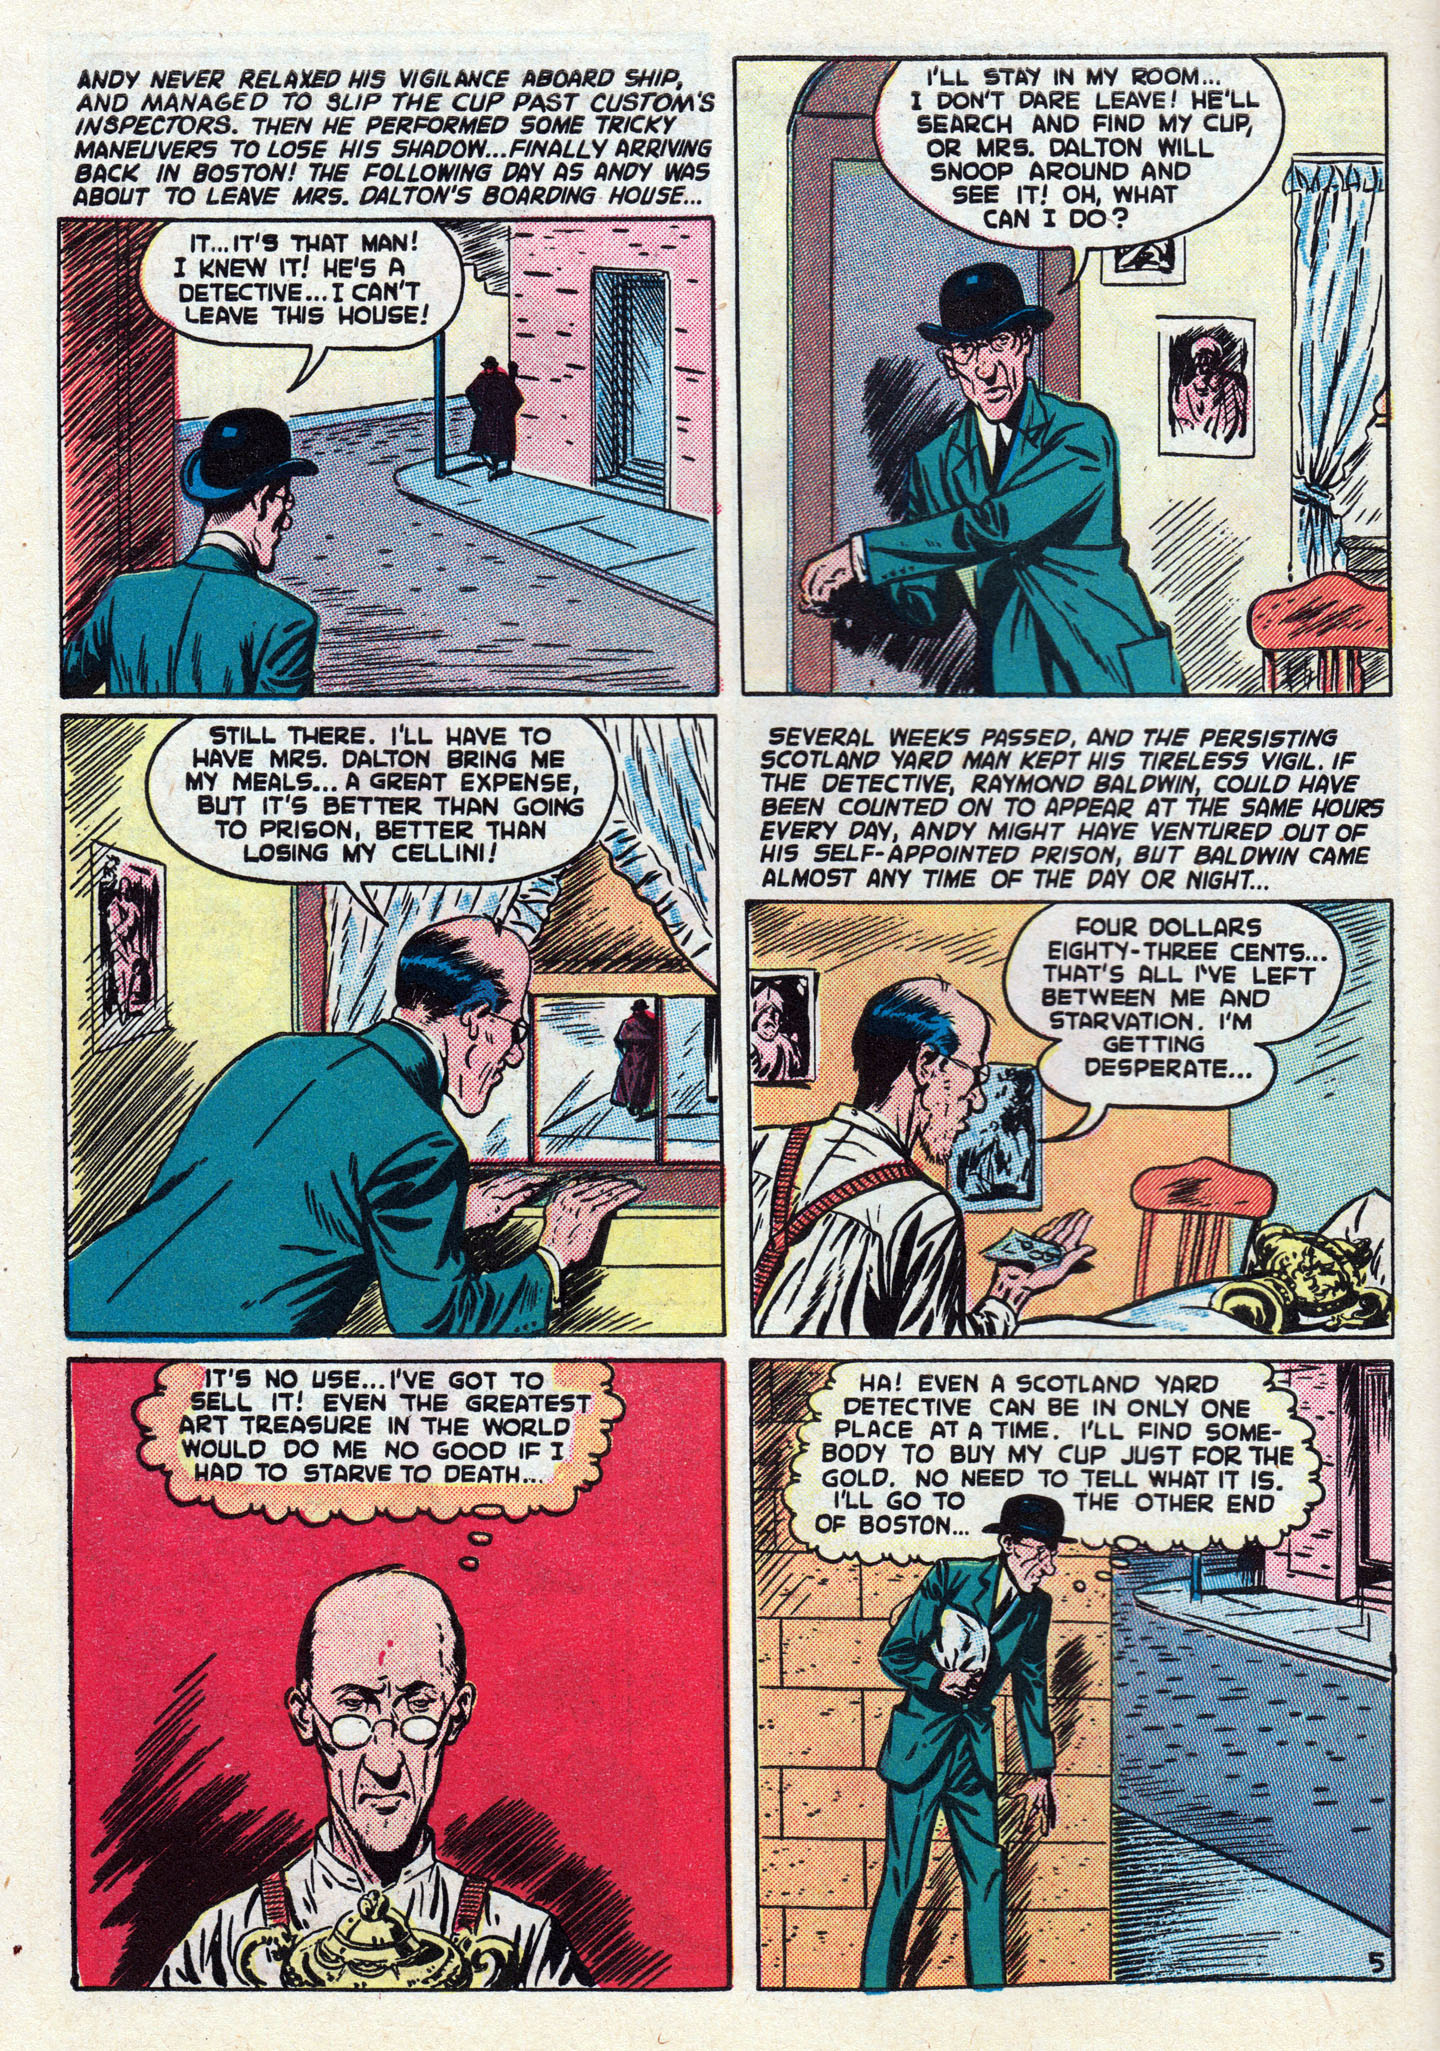 ANDY NEVER RELAXED HIS VIGILANCE ABOARD SHIP,
AND MANAGED TO SLIP THE CUP PAST CUSTOM'S
INSPECTORS. THEN HE PERFORMED SOME TRICKY
MANEUVERS TO LOSE HIS SHADOW...FINALLY ARRIVING
BACK IN BOSTON! THE FOLLOWING DAY AS ANDY WAS
ABOUT TO LEAVE MRS. DALTON'S BOARDING HOUSE...
IT...IT'S THAT MAN!
I KNEW IT! HE'S A
DETECTIVE...I CAN'T
LEAVE THIS HOUSE!
I'LL STAY IN MY ROOM...
I DON'T DARE LEAVE! HE'LL
SEARCH AND FIND MY CUP,
OR MRS. DALTON WILL
SNOOP AROUND AND
SEE IT! OH, WHAT
CAN I DO?
STILL THERE. I'LL HAVE TO
HAVE MRS. DALTON BRING ME
MY MEALS... A GREAT EXPENSE,
BUT IT'S BETTER THAN GOING
TO PRISON, BETTER THAN
LOSING MY CELLINI!
SEVERAL WEEKS PASSED, AND THE PERSISTING
SCOTLAND YARD MAN KEPT HIS TIRELESS VIGIL. IF
THE DETECTIVE, RAYMOND BALDWIN, COULD HAVE
BEEN COUNTED ON TO APPEAR AT THE SAME HOURS
EVERY DAY, ANDY MIGHT HAVE VENTURED OUT OF
HIS SELF-APPOINTED PRISON, BUT BALDWIN CAME
ALMOST ANY TIME OF THE DAY OR NIGHT...
FOUR DOLLARS
EIGHTY-THREE CENTS...
THAT'S ALL I'VE LEFT
BETWEEN ME AND
STARVATION. I'M
GETTING
DESPERATE...
IT'S NO USE...I'VE GOT TO
SELL IT! EVEN THE GREATEST
ART TREASURE IN THE WORLD
WOULD DO ME NO GOOD IF I
HAD TO STARVE TO DEATH...
HA! EVEN A SCOTLAND YARD
DETECTIVE CAN BE IN ONLY ONE
PLACE AT A TIME. I'LL FIND SOME-
BODY TO BUY MY CUP JUST FOR THE
GOLD. NO NEED TO TELL WHAT IT IS.
I'LL GO TO THE OTHER END
OF BOSTON...
5